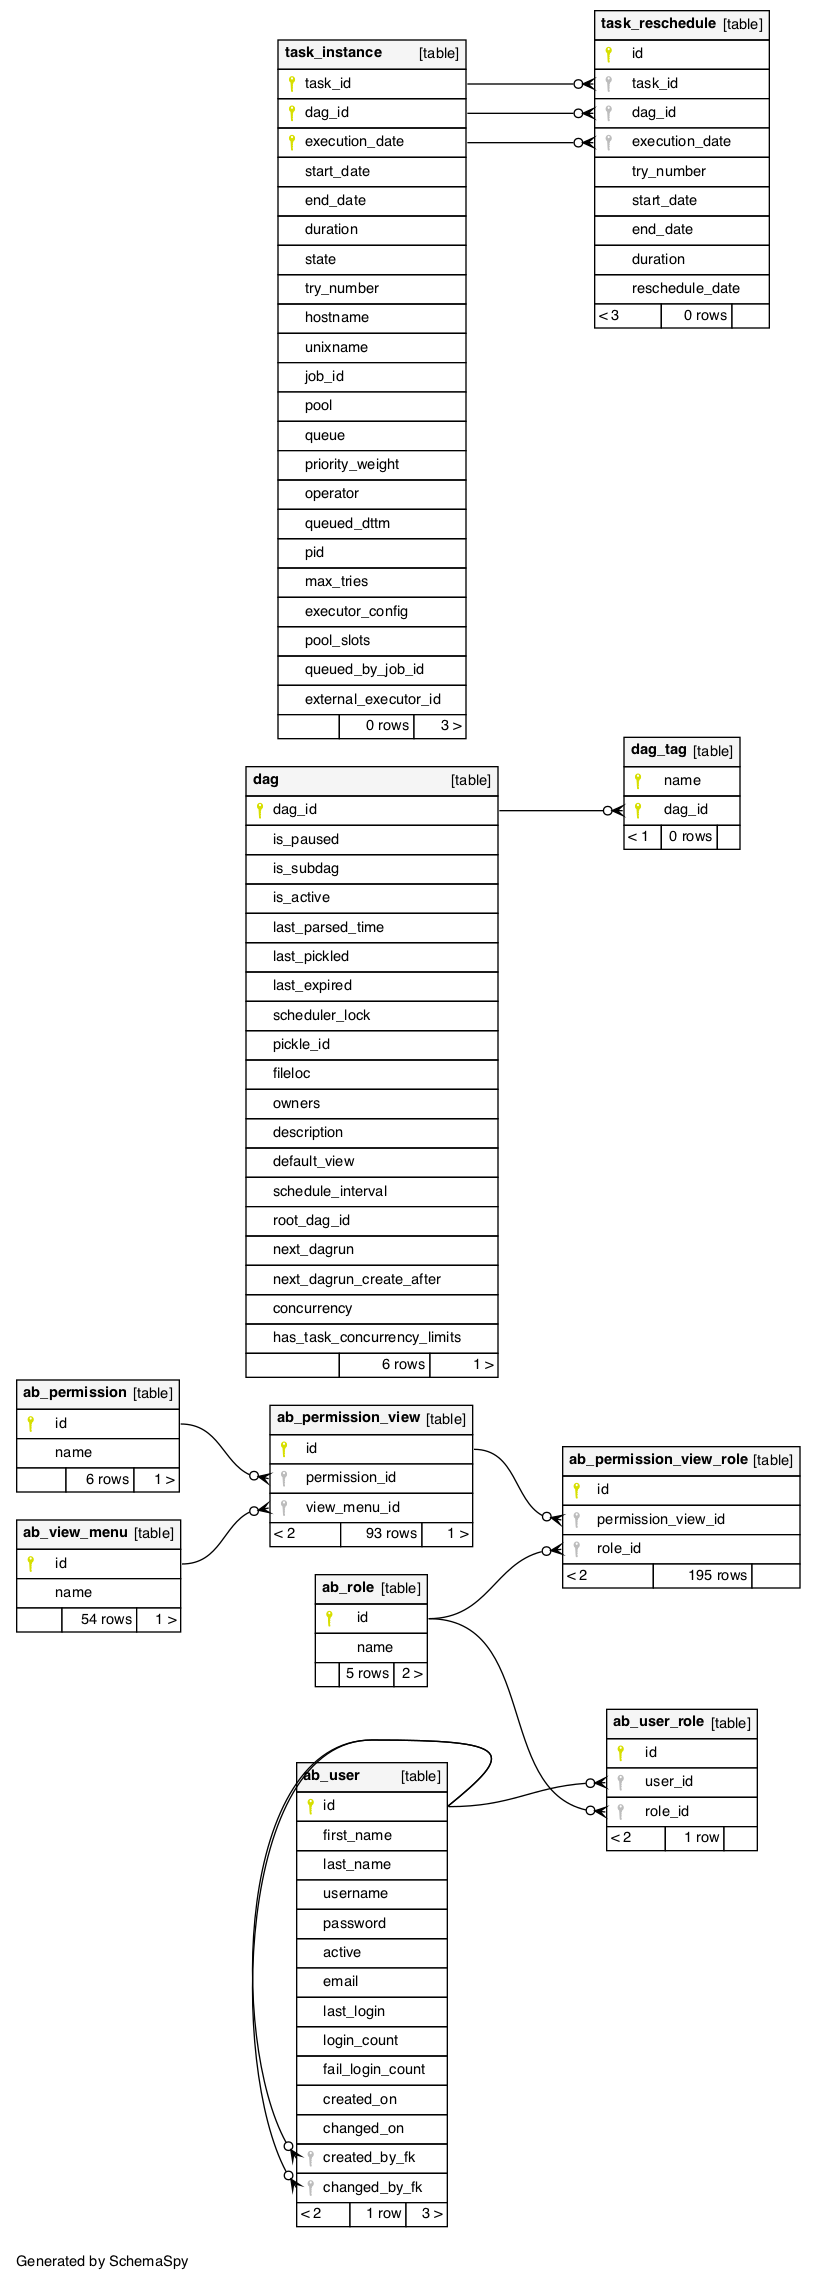 task_instance [table]
task_id
dag_id
execution_date
start_date
end_date
duration
state
try_number
hostname
unixname
job_id
pool
queue
priority_weight
operator
queued_dttm
pid
max_tries
executor_config
pool_slots
queued_by_job_id
external_executor_id
0 rows 3 >
task_reschedule [table]
id
task_id
dag_id
execution_date
try_number
start_date
end_date
duration
reschedule_date
< 3 0 rows
dag [table]
dag_id
is_paused
is_subdag
is_active
last_parsed_time
last_pickled
last_expired
scheduler_lock
pickle_id
fileloc
owners
description
default_view
schedule_interval
root_dag_id
next_dagrun
next_dagrun_create_after
concurrency
has_task_concurrency_limits
6 rows 1 >
dag_tag [table]
name
dag_id
< 1 0 rows
ab_permission [table]
id
name
6 rows 1 >
ab_view_menu [table]
id
name
54 rows 1 >
ab_permission_view [table]
id
permission_id
view_menu_id
< 2 93 rows 1 >
ab_permission_view_role [table]
id
permission_view_id
role_id
< 2 195 rows
ab_role [table]
id
name
5 rows 2 >
ab_user_role [table]
id
user_id
role_id
< 2 1 row
ab_user [table]
id
first_name
last_name
username
password
active
email
last_login
login_count
fail_login_count
created_on
changed_on
created_by_fk
changed_by_fk
< 2 1 row 3 >
Generated by SchemaSpy